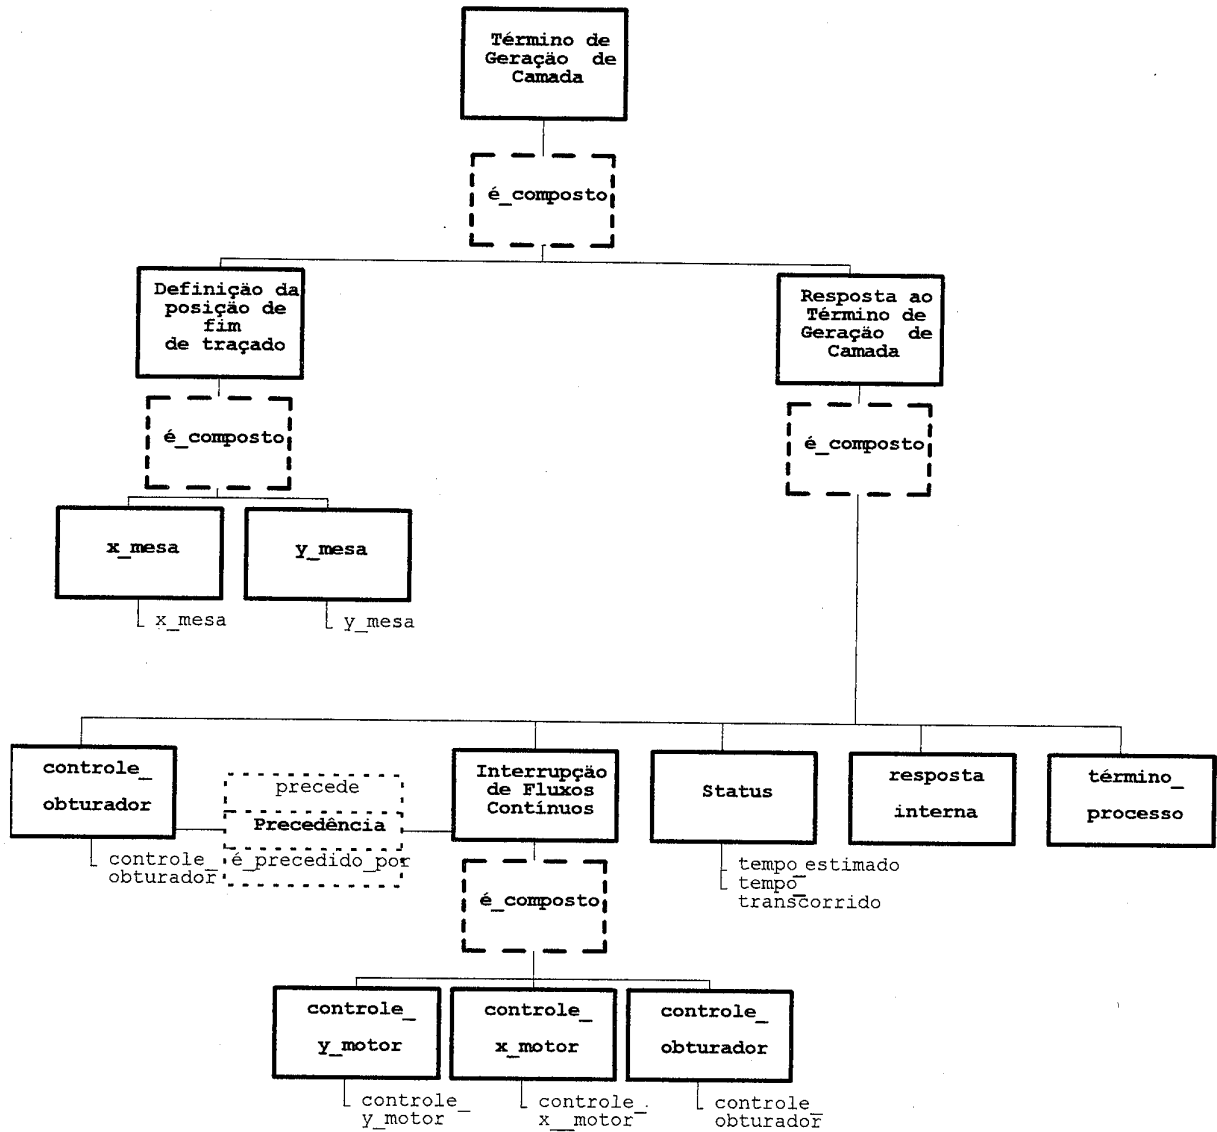 Término de
Geração de
Camada
é_composto
Definição da
posição de
fim
de traçado
Resposta ao
Término de
Geração de
Camada
é_composto
é_composto
x_mesa
y_mesa
x_mesa
y_mesa
controle_
obturador
precede
Precedência
é_precedido_por
Interrupção
de Fluxos
Contínuos
Status
resposta
interna
término_
processo
controle_
obturador
tempo_estimado
tempo_
transcorrido
é_composto
controle_
y_motor
controle_
x_motor
controle_
obturador
controle_
y_motor
controle_
x__motor
controle_
obturador